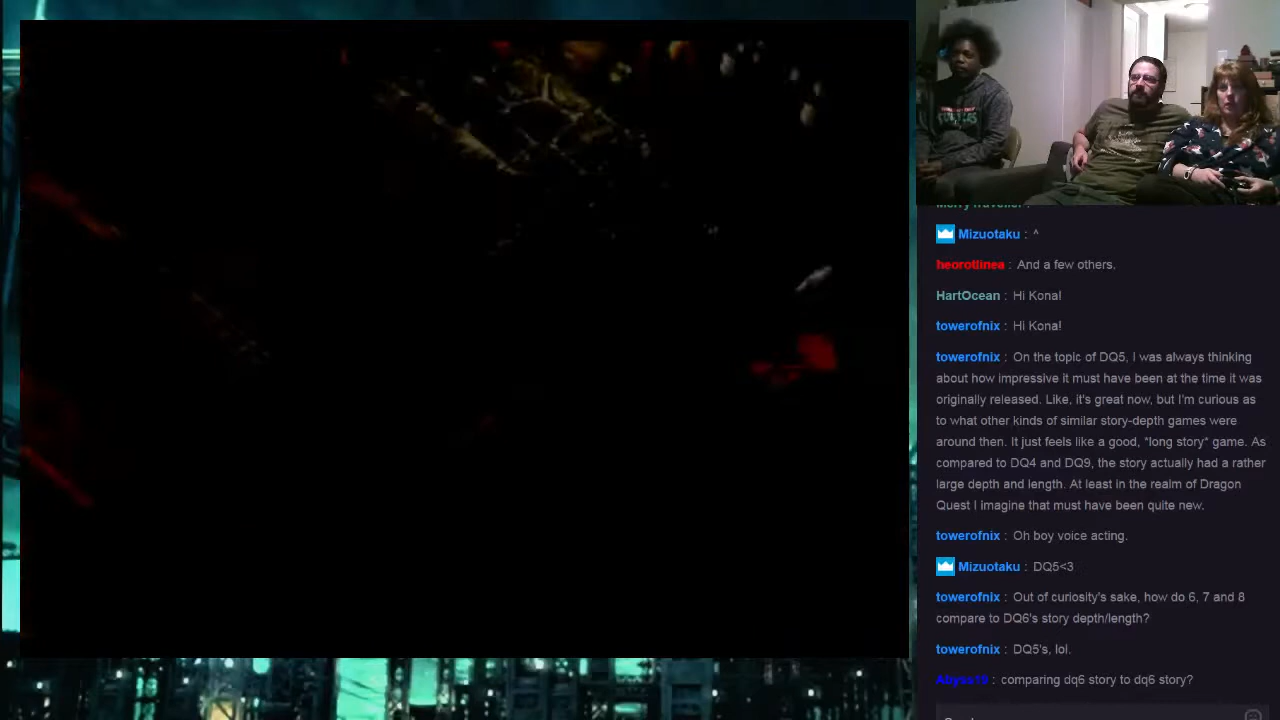 Mizuotaku : ^
heorotlinea : And a few others.
HartOcean : Hi Kona!
towerofnix : Hi Kona!
towerofnix : On the topic of DQ5, I was always thinking
about how impressive it must have been at the time it was
originally released. Like, it's great now, but I'm curious as
to what other kinds of similar story-depth games were
around then. It just feels like a good, *long story* game. As
compared to DQ4 and DQ9, the story actually had a rather
large depth and length. At least in the realm of Dragon
Quest I imagine that must have been quite new.
towerofnix : Oh boy voice acting.
Mizuotaku : DQ5<3
towerofnix : Out of curiosity's sake, how do 6, 7 and 8
compare to DQ6's story depth/length?
towerofnix : DQ5's, lol.
Abyss19 : comparing dq6 story to dq6 story?